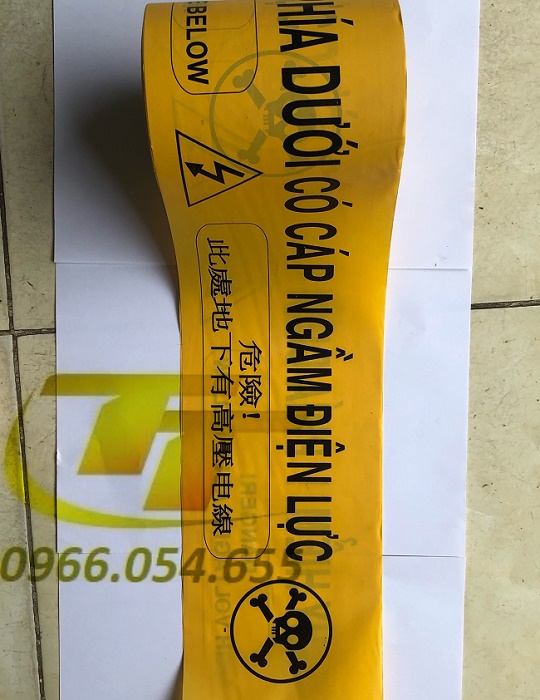 BELOW
HÍA DƯỚI CÓ CÁP NGẦM ĐIỆN LỰC
危險!
此處地下有高壓电線
TT
0966.054.655